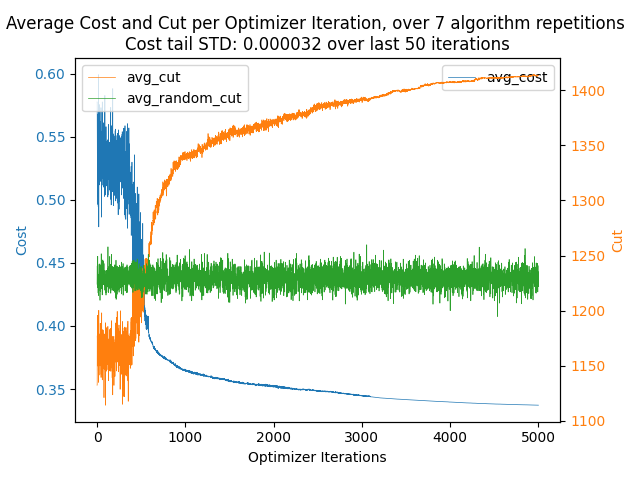 Average Cost and Cut per Optimizer Iteration, over 7 algorithm repetitions
Cost tail STD: 0.000032 over last 50 iterations
avg_cut
avg_random_cut
avg_cost
0.60
0.55
0.50
0.45
0.40
0.35
Cost
1400
1350
1300
1250
1200
1150
1100
Cut
0
1000
2000
3000
4000
5000
Optimizer Iterations